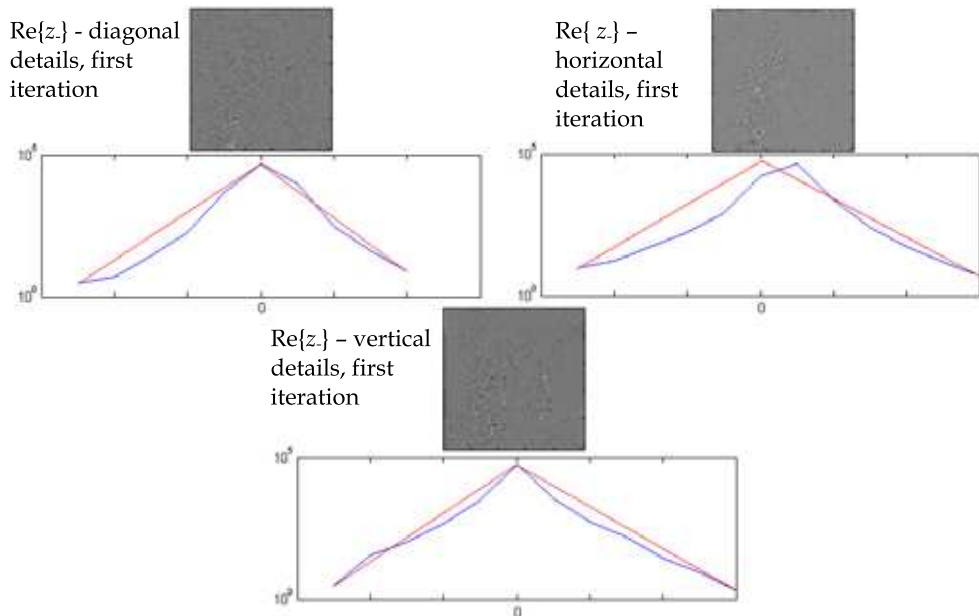 Re{z-} - diagonal
details, first
iteration
Re{ z-} –
horizontal
details, first
iteration
10⁵
10⁰
0
10⁵
10⁰
0
Re{z-} – vertical
details, first
iteration
10⁵
10⁰
0